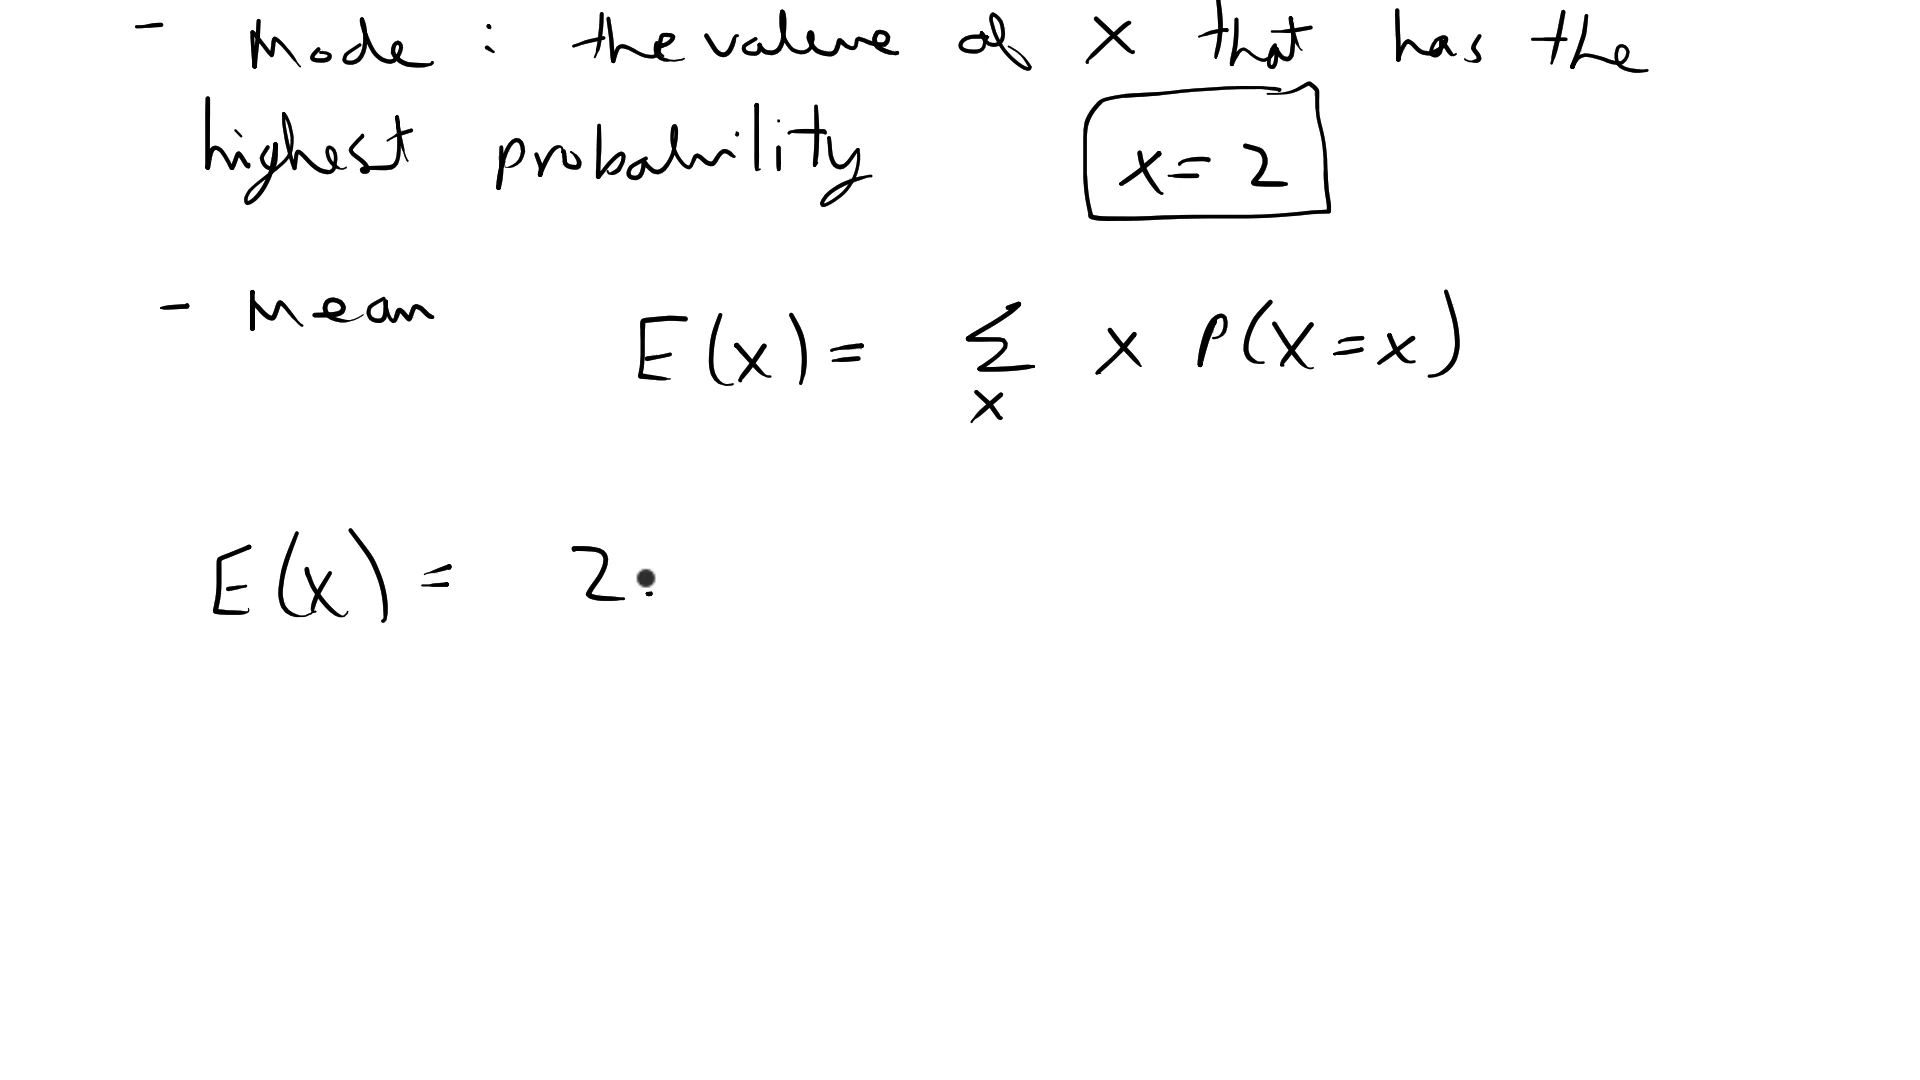 - Mode : the value of X that has the
highest probability x = 2
- Mean E(X) = ∑ x P(X = x)
x
E(X) = 2.